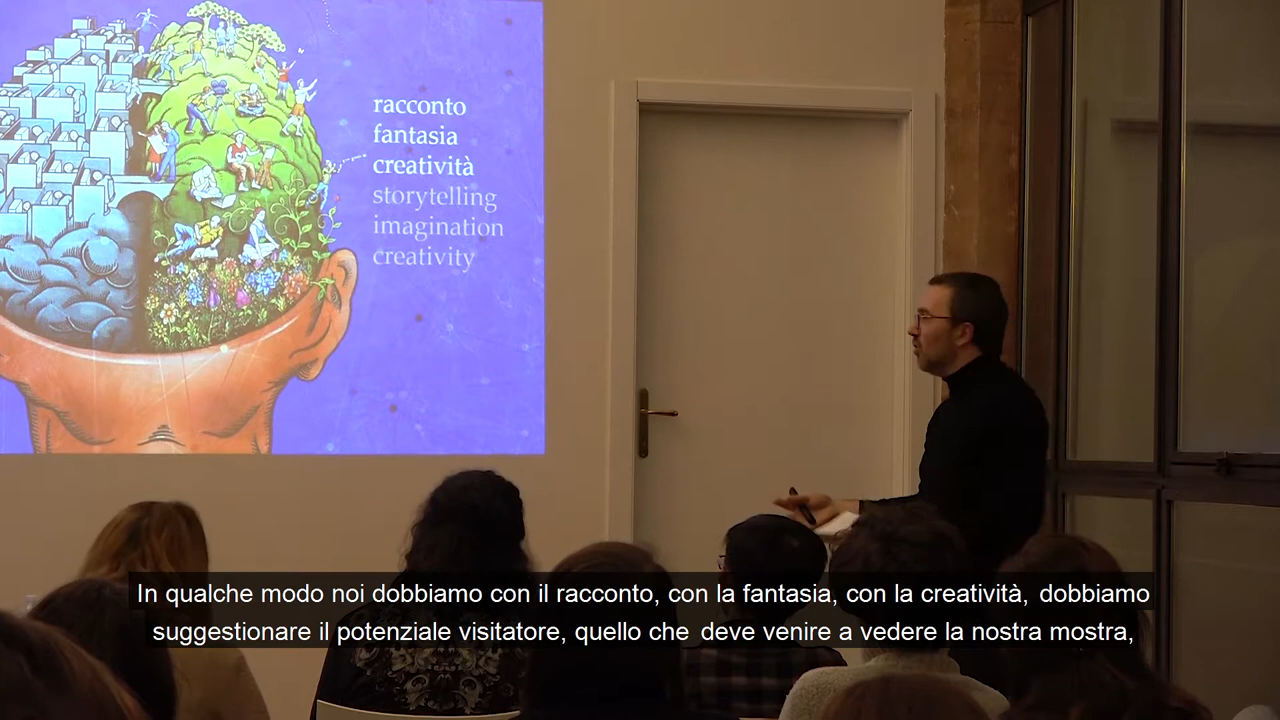 racconto
fantasia
creatività
storytelling
imagination
creativity
In qualche modo noi dobbiamo con il racconto, con la fantasia, con la creatività, dobbiamo
suggestionare il potenziale visitatore, quello che deve venire a vedere la nostra mostra,